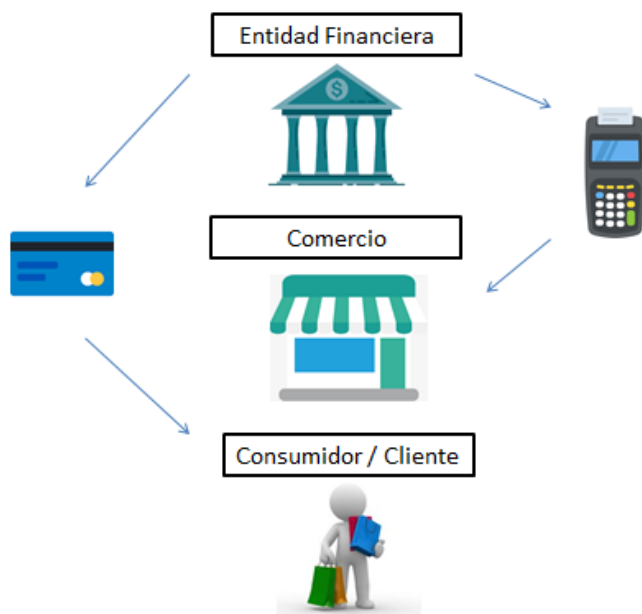 Entidad Financiera
$
Comercio
Consumidor / Cliente